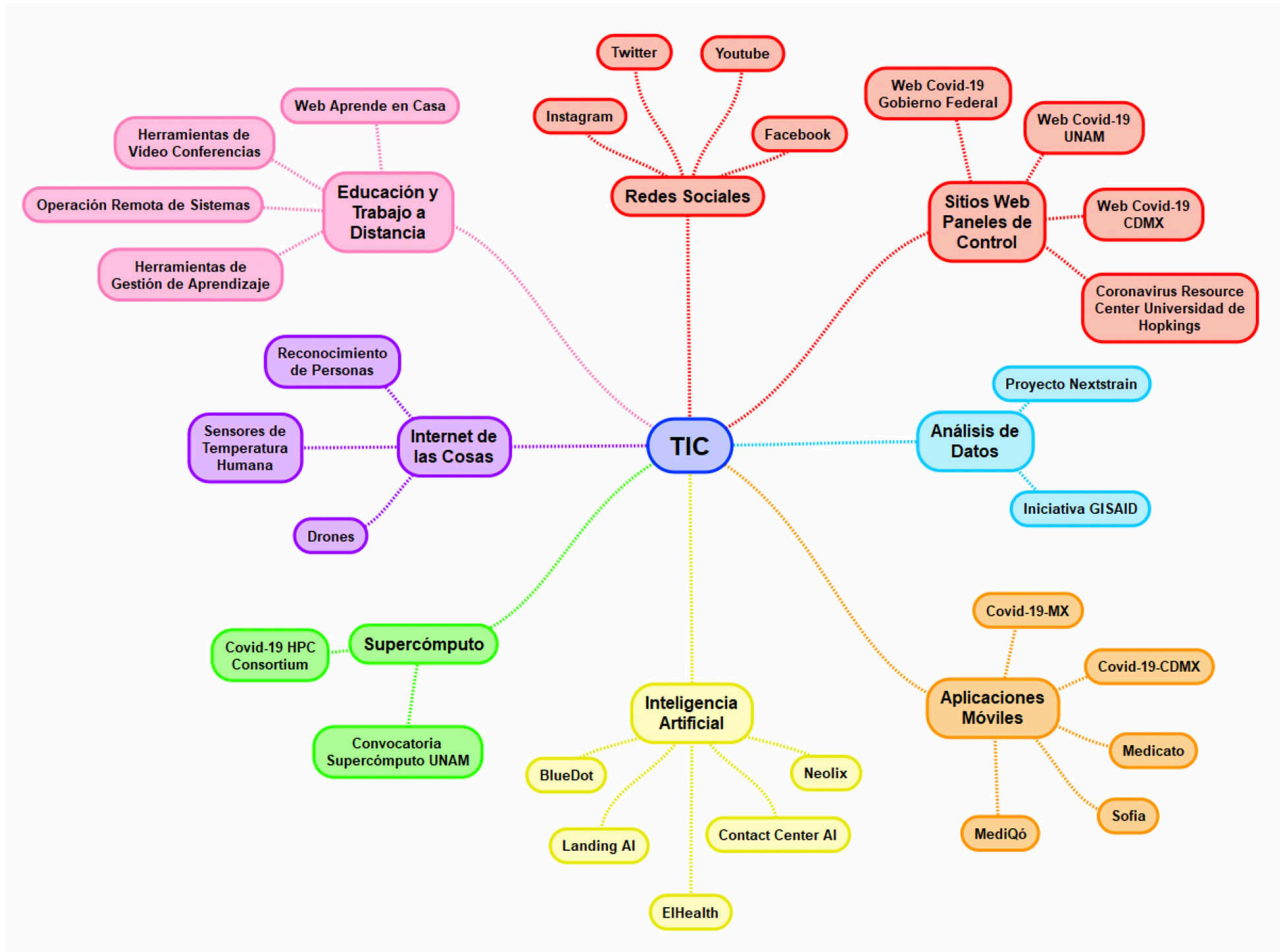 Twitter
Youtube
Instagram
Facebook
Redes Sociales
Web Covid-19
Gobierno Federal
Web Covid-19
UNAM
Web Covid-19
CDMX
Coronavirus Resource
Center Universidad de
Hopkings
Sitios Web
Paneles de
Control
Web Aprende en Casa
Herramientas de
Video Conferencias
Operación Remota de Sistemas
Herramientas de
Gestión de Aprendizaje
Educación y
Trabajo a
Distancia
Reconocimiento
de Personas
Sensores de
Temperatura
Humana
Drones
Internet de
las Cosas
TIC
Análisis de
Datos
Proyecto Nextstrain
Iniciativa GISAID
Supercómputo
Covid-19 HPC
Consortium
Convocatoria
Supercómputo UNAM
Inteligencia
Artificial
BlueDot
Landing AI
EIHealth
Contact Center AI
Neolix
Aplicaciones
Móviles
Covid-19-MX
Covid-19-CDMX
Medicato
Sofia
MediQó